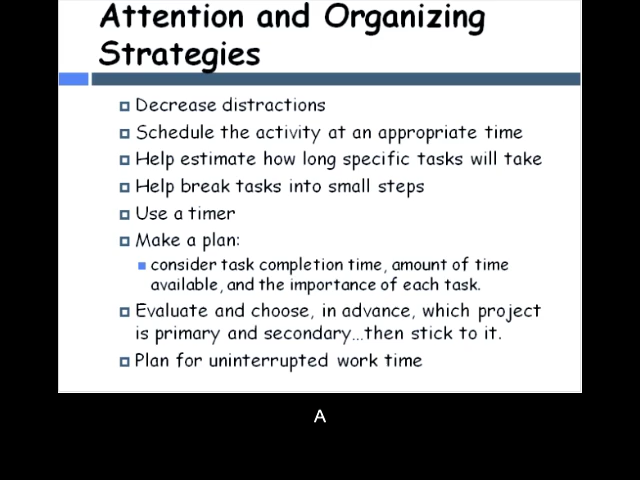 Attention and Organizing
Strategies
Decrease distractions
Schedule the activity at an appropriate time
Help estimate how long specific tasks will take
Help break tasks into small steps
Use a timer
Make a plan:
consider task completion time, amount of time
available, and the importance of each task.
Evaluate and choose, in advance, which project
is primary and secondary…then stick to it.
Plan for uninterrupted work time
A